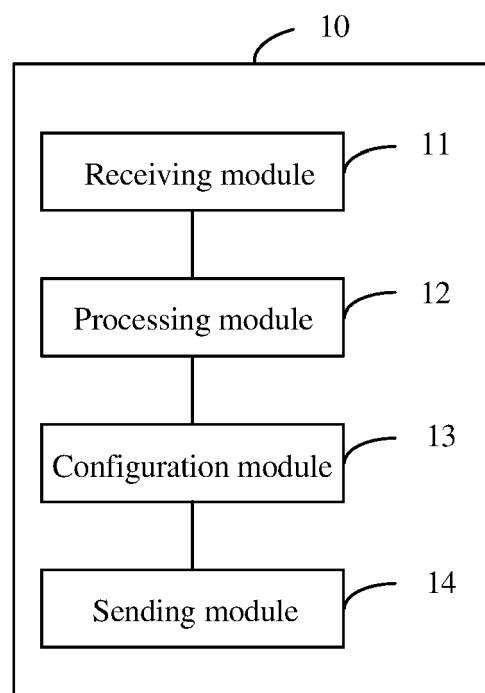 10
Receiving module
11
Processing module
12
Configuration module
13
Sending module
14